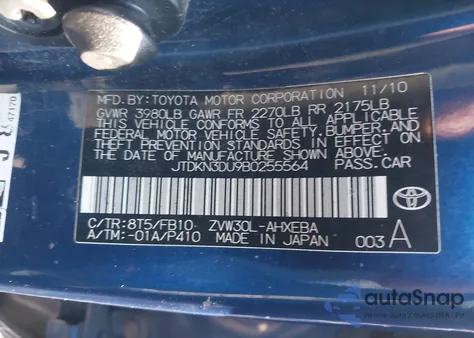 MFD. BY: TOYOTA MOTOR CORPORATION 11/10
GVWR 3980LB GAWR FR 2270LB RR 2175LB
THIS VEHICLE CONFORMS TO ALL APPLICABLE
FEDERAL MOTOR VEHICLE SAFETY, BUMPER, AND
THEFT PREVENTION STANDARDS IN EFFECT ON
THE DATE OF MANUFACTURE SHOWN ABOVE.
JTDKN3DU9B0255564 PASS.CAR
C/TR:8T5/FB10 ZVW30L-AHXEBA
A/TM:-01A/P410 MADE IN JAPAN 003 A
TOYOTA
47170
autoSnap